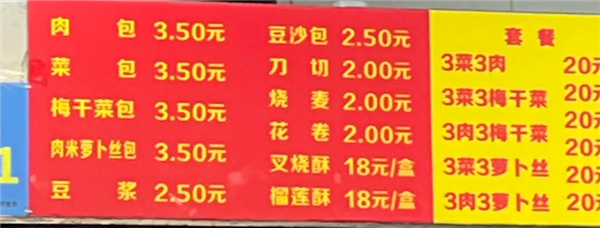 肉包 3.50元
菜包 3.50元
梅干菜包 3.50元
肉米萝卜丝包 3.50元
豆浆 2.50元
豆沙包 2.50元
刀切 2.00元
烧麦 2.00元
花卷 2.00元
叉烧酥 18元/盒
榴莲酥 18元/盒
套餐
3菜3肉 20元
3菜3梅干菜 20元
3肉3梅干菜 20元
3菜3萝卜丝 20元
3肉3萝卜丝 20元
1